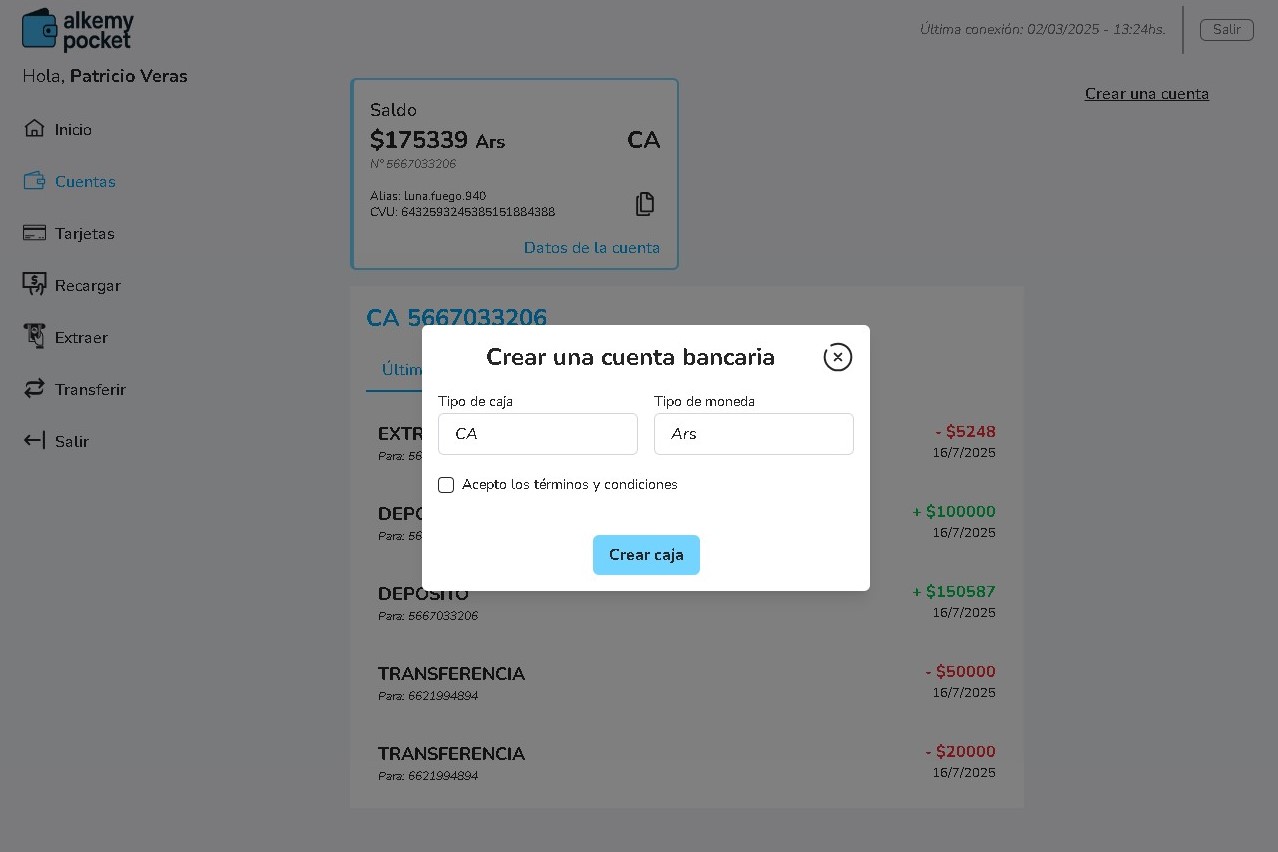 alkemy
pocket
Última conexión: 02/03/2025 - 13:24hs.
Salir
Hola, Patricio Veras
Inicio
Cuentas
Tarjetas
Recargar
Extraer
Transferir
Salir
Crear una cuenta
Saldo
$175339 Ars
CA
N° 5667033206
Alias: luna.fuego.940
CVU: 6432593245385151884388
Datos de la cuenta
CA 5667033206
Últim
Crear una cuenta bancaria
Tipo de caja
Tipo de moneda
CA
Ars
Acepto los términos y condiciones
Crear caja
EXTR
Para: 56
- $5248
16/7/2025
DEPO
Para: 56
+ $100000
16/7/2025
DEPOSITO
Para: 5667033206
+ $150587
16/7/2025
TRANSFERENCIA
Para: 6621994894
- $50000
16/7/2025
TRANSFERENCIA
Para: 6621994894
- $20000
16/7/2025